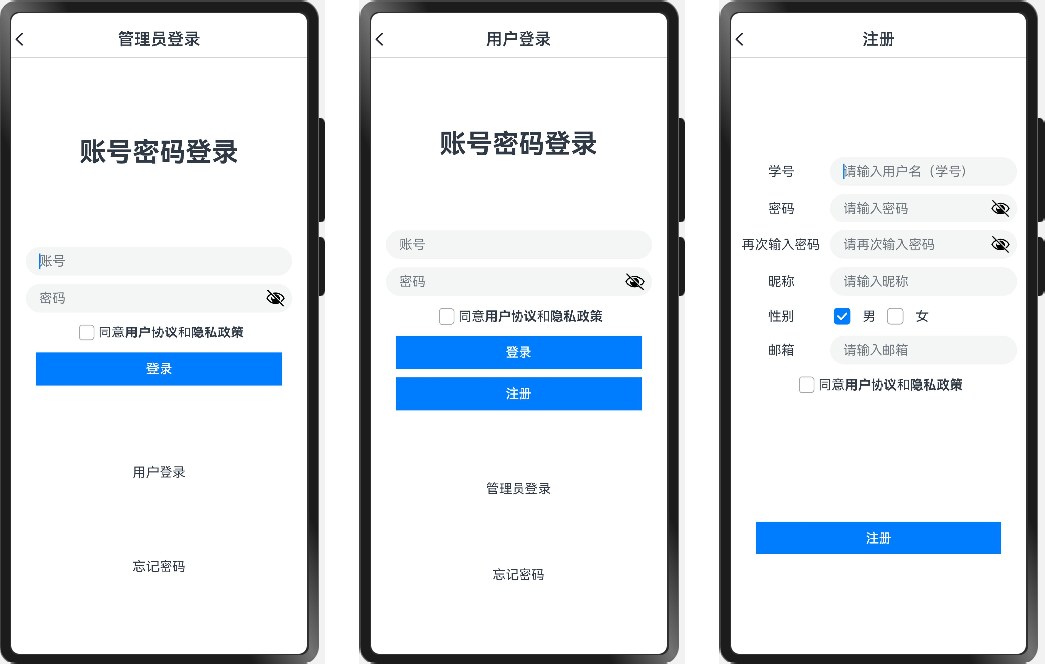 管理员登录
账号密码登录
账号
密码
同意用户协议和隐私政策
登录
用户登录
忘记密码
用户登录
账号密码登录
账号
密码
同意用户协议和隐私政策
登录
注册
管理员登录
忘记密码
注册
学号 请输入用户名（学号）
密码 请输入密码
再次输入密码 请再次输入密码
昵称 请输入昵称
性别 男 女
邮箱 请输入邮箱
同意用户协议和隐私政策
注册